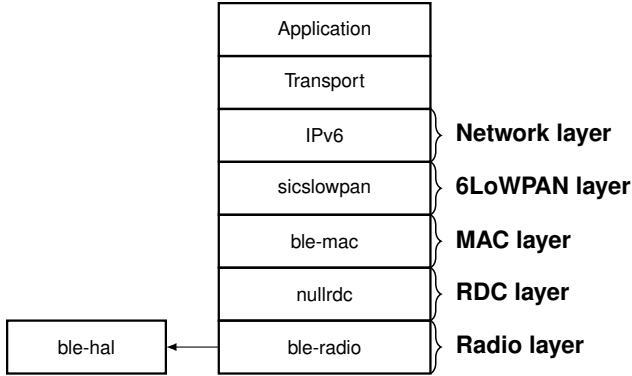 Application
Transport
IPv6 Network layer
sicslowpan 6LoWPAN layer
ble-mac MAC layer
nullrdc RDC layer
ble-hal ble-radio Radio layer